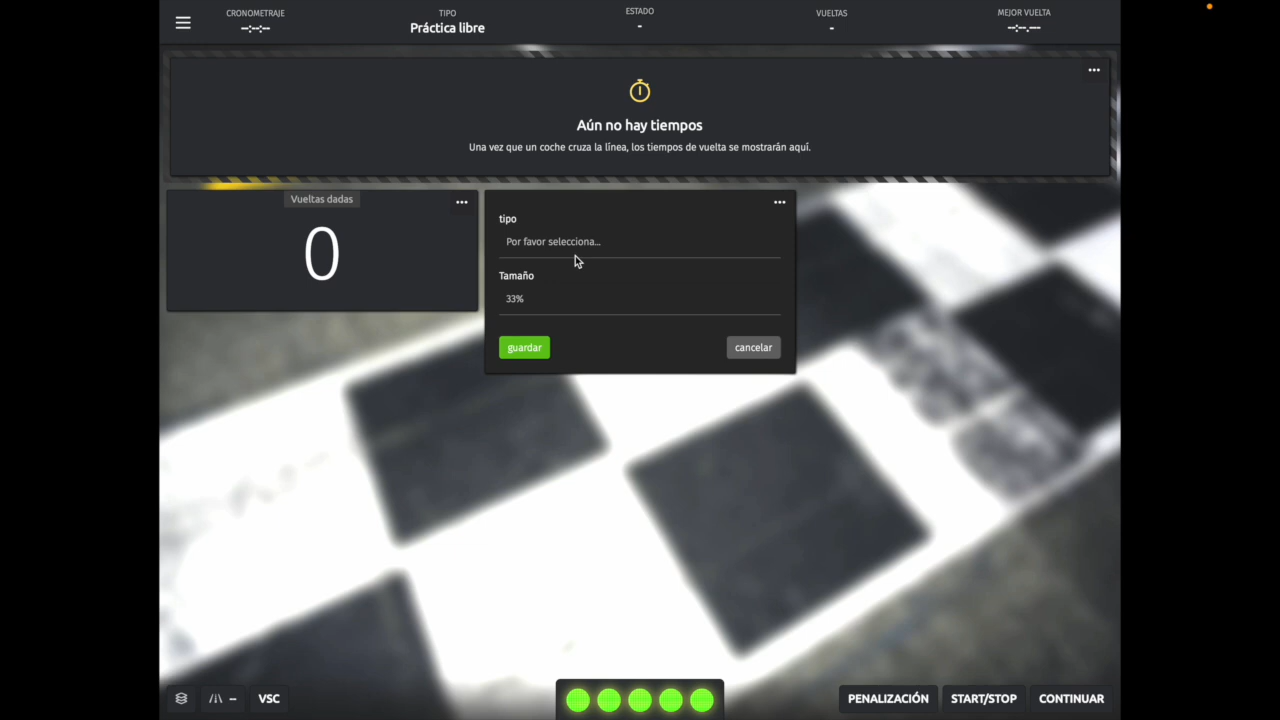 CRONOMETRAJE
--:--:--
TIPO
Práctica libre
ESTADO
-
VUELTAS
-
MEJOR VUELTA
--:--.---
Aún no hay tiempos
Una vez que un coche cruza la línea, los tiempos de vuelta se mostrarán aquí.
Vueltas dadas
0
tipo
Por favor selecciona...
Tamaño
33%
guardar
cancelar
--
VSC
PENALIZACIÓN
START/STOP
CONTINUAR